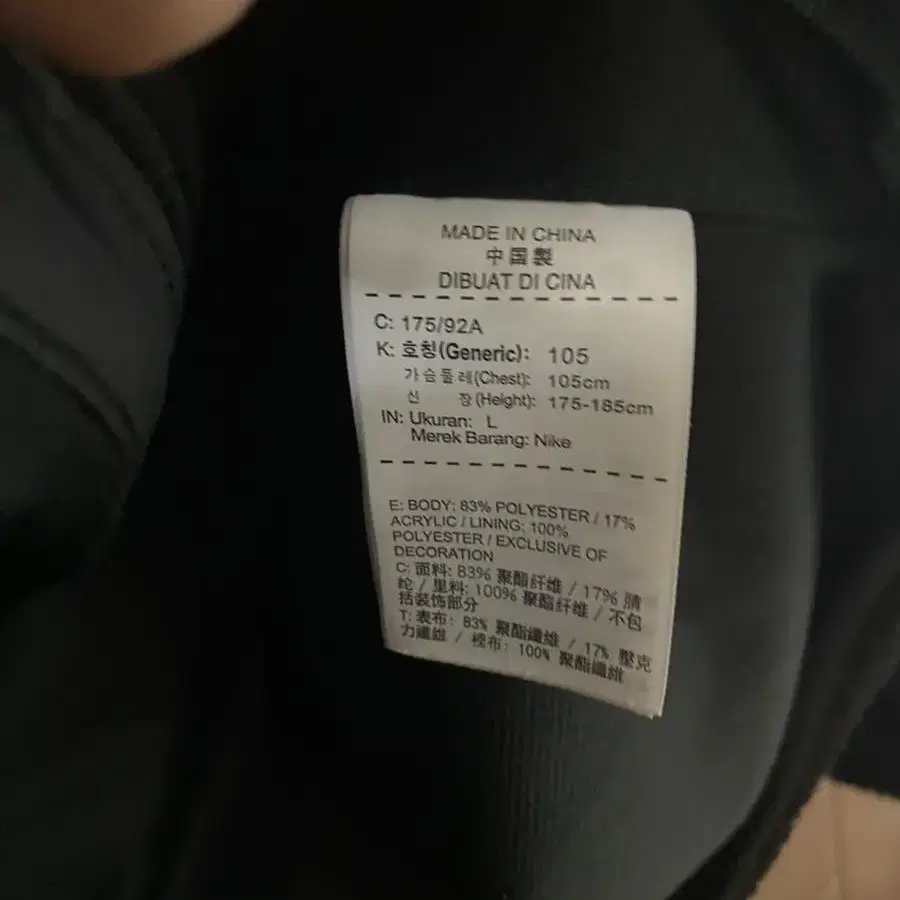 MADE IN CHINA
中国製
DIBUAT DI CINA
C: 175/92A
K: 호칭(Generic): 105
가슴둘레(Chest): 105cm
신 장(Height): 175-185cm
IN: Ukuran: L
Merek Barang: Nike
E: BODY: 83% POLYESTER / 17%
ACRYLIC / LINING: 100%
POLYESTER / EXCLUSIVE OF
DECORATION
C: 面料: 83% 聚酯纤维 / 17% 腈
纶 / 里料: 100% 聚酯纤维 / 不包
括装饰部分
T: 表布: 83% 聚酯纖維 / 17% 壓克
力纖維 / 裡布: 100% 聚酯纖維